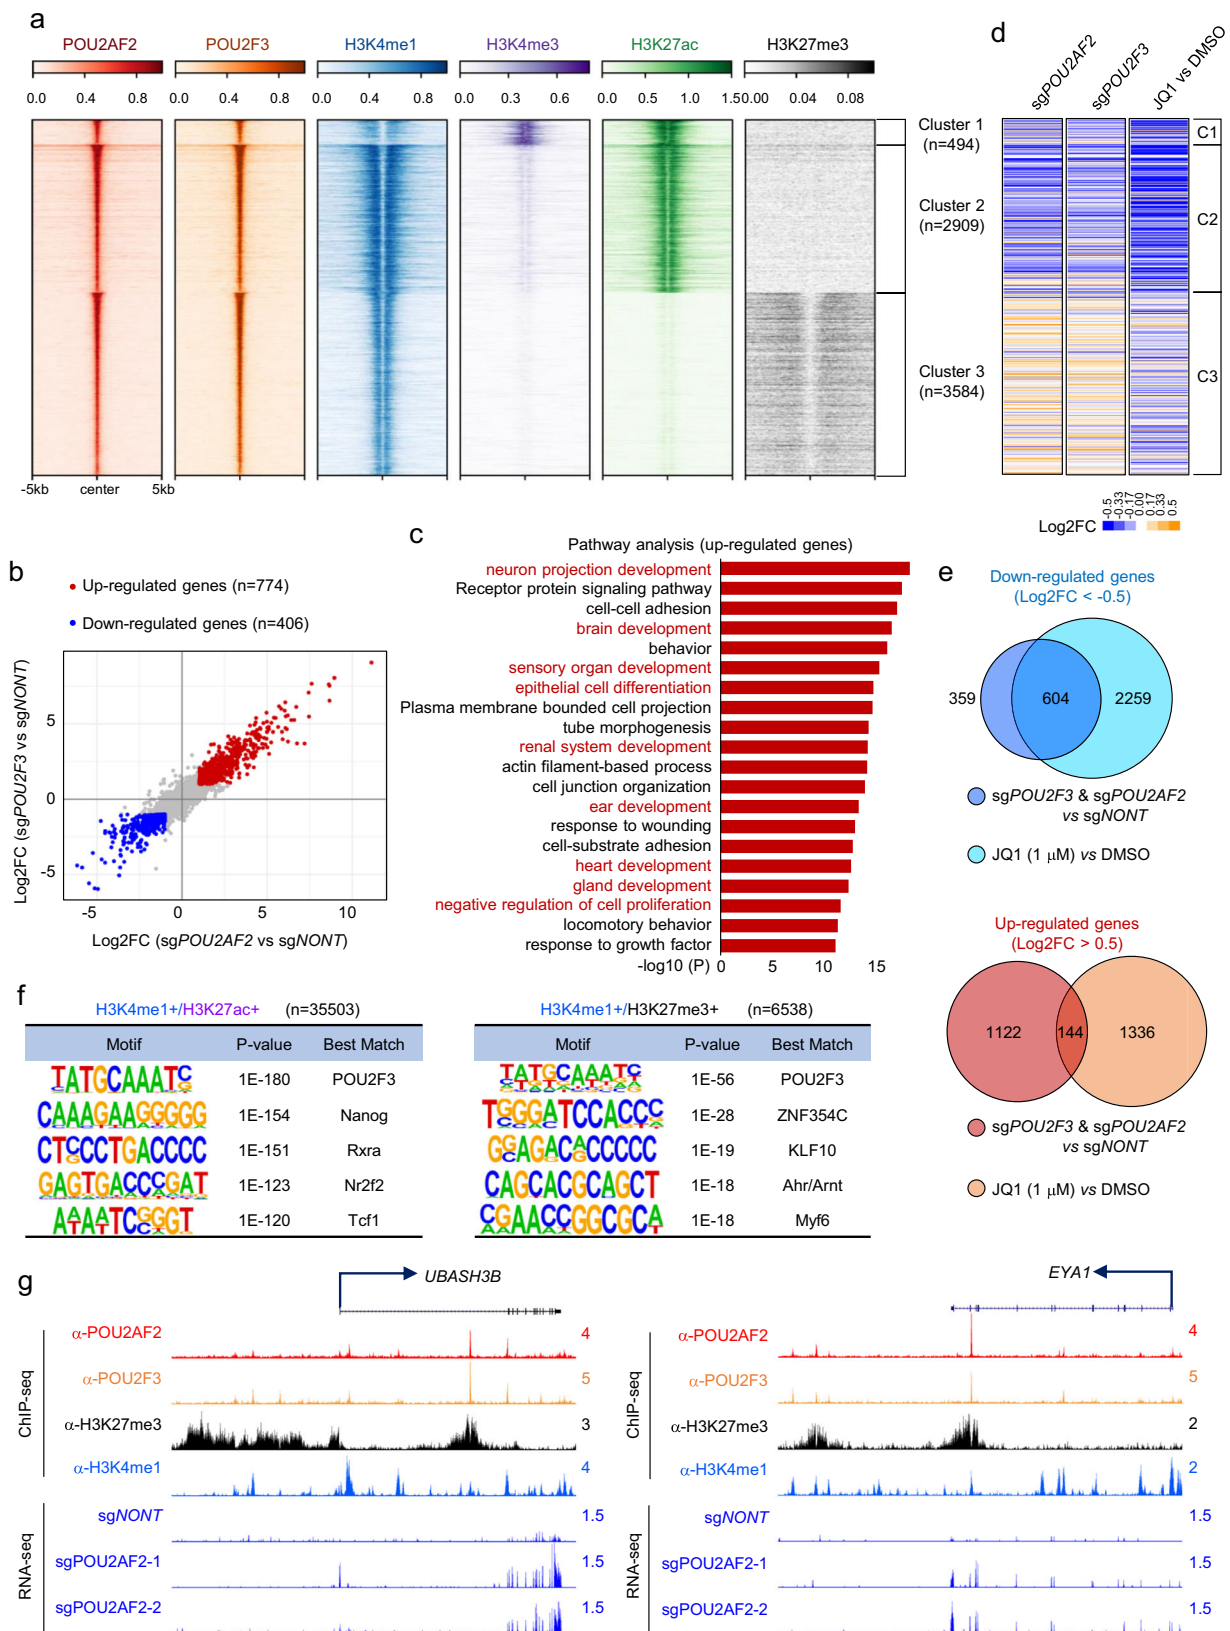 a
POU2AF2 POU2F3 H3K4me1 H3K4me3 H3K27ac H3K27me3
0.0 0.4 0.8 0.0 0.4 0.8 0.0 0.4 0.8 0.0 0.3 0.6 0.0 0.5 1.0 1.50 0.00 0.04 0.08
Cluster 1
(n=494)
Cluster 2
(n=2909)
Cluster 3
(n=3584)
-5kb center 5kb
d
sgPOU2AF2 sgPOU2F3 JQ1 vs DMSO
C1
C2
C3
Log2FC -0.5 -0.33 -0.17 0.00 0.17 0.33 0.5
b
Up-regulated genes (n=774)
Down-regulated genes (n=406)
Log2FC (sgPOU2F3 vs sgNONT)
5
0
-5
-5 0 5 10
Log2FC (sgPOU2AF2 vs sgNONT)
c
Pathway analysis (up-regulated genes)
neuron projection development
Receptor protein signaling pathway
cell-cell adhesion
brain development
behavior
sensory organ development
epithelial cell differentiation
Plasma membrane bounded cell projection
tube morphogenesis
renal system development
actin filament-based process
cell junction organization
ear development
response to wounding
cell-substrate adhesion
heart development
gland development
negative regulation of cell proliferation
locomotory behavior
response to growth factor
-log10 (P) 0 5 10 15
e
Down-regulated genes
(Log2FC < -0.5)
359 604 2259
sgPOU2F3 & sgPOU2AF2
vs sgNONT
JQ1 (1 μM) vs DMSO
Up-regulated genes
(Log2FC > 0.5)
1122 144 1336
sgPOU2F3 & sgPOU2AF2
vs sgNONT
JQ1 (1 μM) vs DMSO
f
H3K4me1+/H3K27ac+ (n=35503)
Motif P-value Best Match
TATGCAAATG 1E-180 POU2F3
CAAAGAAGGGGG 1E-154 Nanog
CTCCCTGACCCC 1E-151 Rxra
GAGTGACCCGAT 1E-123 Nr2f2
AAAATCGGGT 1E-120 Tcf1
H3K4me1+/H3K27me3+ (n=6538)
Motif P-value Best Match
TATGCAAATC 1E-56 POU2F3
TGGGATCCACCC 1E-28 ZNF354C
GGAGACACCCCC 1E-19 KLF10
CAGCACGCAGCT 1E-18 Ahr/Arnt
CGAACCGGCGCA 1E-18 Myf6
g
UBASH3B
ChIP-seq
α-POU2AF2 4
α-POU2F3 5
α-H3K27me3 3
α-H3K4me1 4
RNA-seq
sgNONT 1.5
sgPOU2AF2-1 1.5
sgPOU2AF2-2 1.5
EYA1
ChIP-seq
α-POU2AF2 4
α-POU2F3 5
α-H3K27me3 2
α-H3K4me1 2
RNA-seq
sgNONT 1.5
sgPOU2AF2-1 1.5
sgPOU2AF2-2 1.5